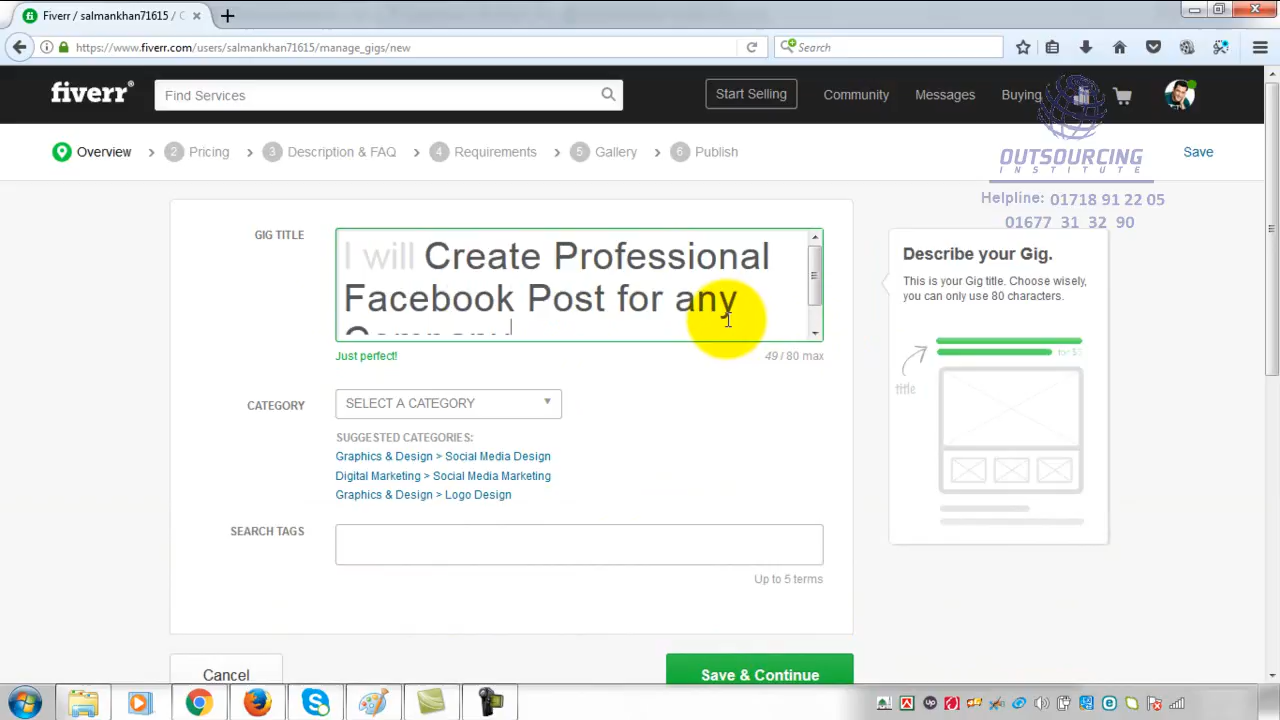 Fiverr / salmankhan71615 /
https://www.fiverr.com/users/salmankhan71615/manage_gigs/new
Search
fiverr
Find Services
Start Selling
Community
Messages
Buying
Overview
2 Pricing
3 Description & FAQ
4 Requirements
5 Gallery
6 Publish
Save
OUTSOURCING
INSTITUTE
Helpline: 01718 91 22 05
01677 31 32 90
GIG TITLE
I will Create Professional
Facebook Post for any
Company
Just perfect!
49 / 80 max
Describe your Gig.
This is your Gig title. Choose wisely,
you can only use 80 characters.
for $5
title
CATEGORY
SELECT A CATEGORY
SUGGESTED CATEGORIES:
Graphics & Design > Social Media Design
Digital Marketing > Social Media Marketing
Graphics & Design > Logo Design
SEARCH TAGS
Up to 5 terms
Cancel
Save & Continue